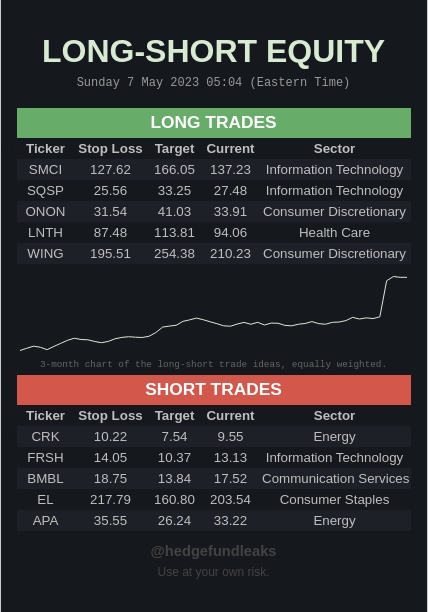 LONG-SHORT EQUITY
Sunday 7 May 2023 05:04 (Eastern Time)
LONG TRADES
Ticker Stop Loss Target Current Sector
SMCI 127.62 166.05 137.23 Information Technology
SQSP 25.56 33.25 27.48 Information Technology
ONON 31.54 41.03 33.91 Consumer Discretionary
LNTH 87.48 113.81 94.06 Health Care
WING 195.51 254.38 210.23 Consumer Discretionary
3-month chart of the long-short trade ideas, equally weighted.
SHORT TRADES
Ticker Stop Loss Target Current Sector
CRK 10.22 7.54 9.55 Energy
FRSH 14.05 10.37 13.13 Information Technology
BMBL 18.75 13.84 17.52 Communication Services
EL 217.79 160.80 203.54 Consumer Staples
APA 35.55 26.24 33.22 Energy
@hedgefundleaks
Use at your own risk.